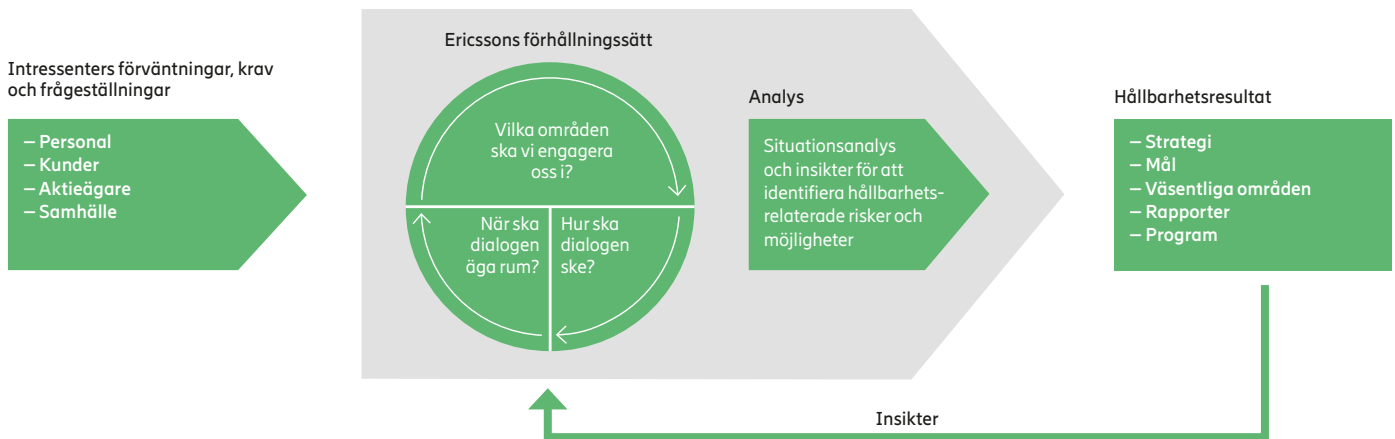 Intressenters förväntningar, krav
och frågeställningar
– Personal
– Kunder
– Aktieägare
– Samhälle
Ericssons förhållningssätt
Vilka områden
ska vi engagera
oss i?
När ska
dialogen
äga rum?
Hur ska
dialogen
ske?
Analys
Situationsanalys
och insikter för att
identifiera hållbarhets-
relaterade risker och
möjligheter
Hållbarhetsresultat
– Strategi
– Mål
– Väsentliga områden
– Rapporter
– Program
Insikter